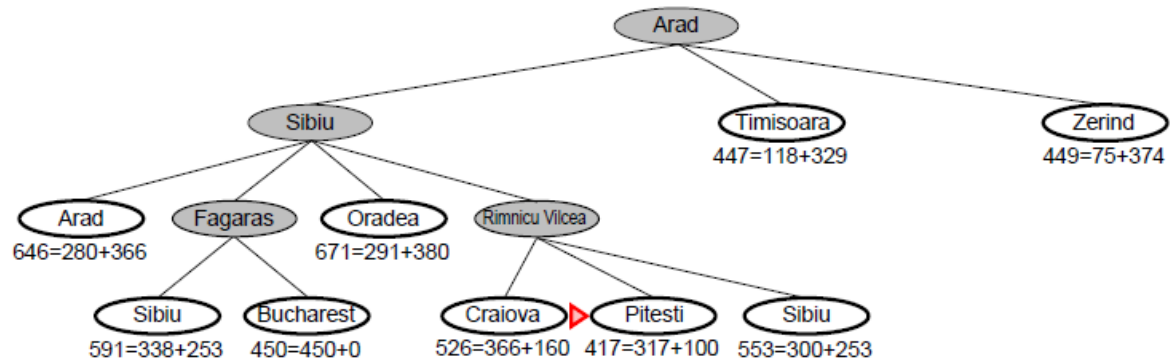 Arad
Sibiu
Timisoara
Zerind
447=118+329
449=75+374
Arad
Fagaras
Oradea
Rimnicu Vilcea
646=280+366
671=291+380
Sibiu
Bucharest
Craiova
Pitesti
Sibiu
591=338+253
450=450+0
526=366+160
417=317+100
553=300+253